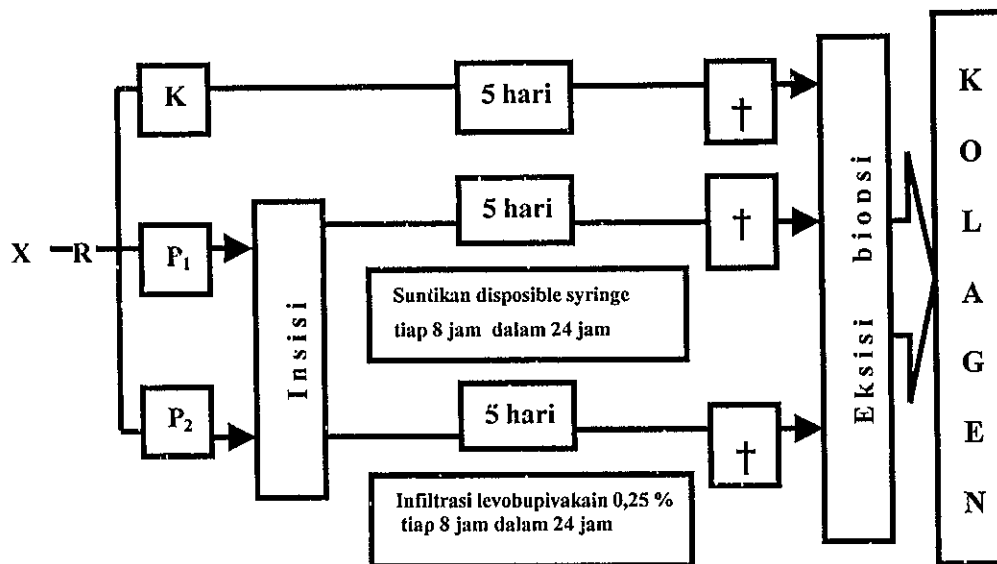 K
5 hari
†
X
R
P₁
Insisi
5 hari
†
Suntikan disposible syringe
tiap 8 jam dalam 24 jam
P₂
5 hari
†
Infiltrasi levobupivakain 0,25 %
tiap 8 jam dalam 24 jam
Eksisi biopsi
KOLAGEN